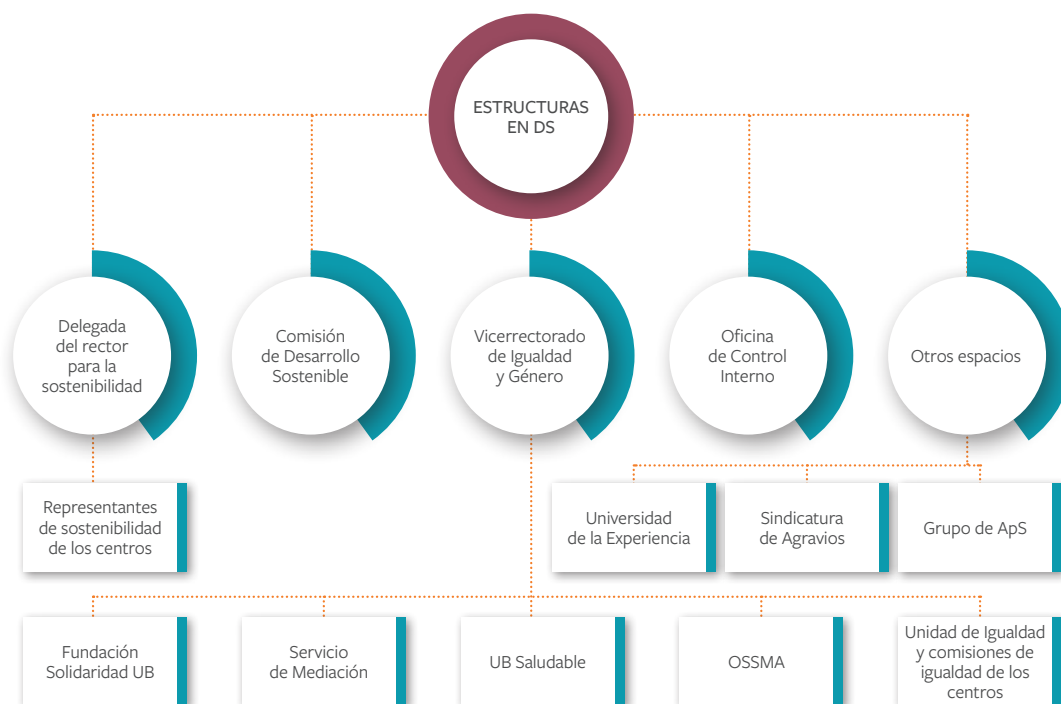 ESTRUCTURAS
EN DS
Delegada
del rector
para la
sostenibilidad
Comisión
de Desarrollo
Sostenible
Vicerrectorado
de Igualdad
y Género
Oficina
de Control
Interno
Otros espacios
Representantes
de sostenibilidad
de los centros
Universidad
de la Experiencia
Sindicatura
de Agravios
Grupo de ApS
Fundación
Solidaridad UB
Servicio
de Mediación
UB Saludable
OSSMA
Unidad de Igualdad
y comisiones de
igualdad de los
centros